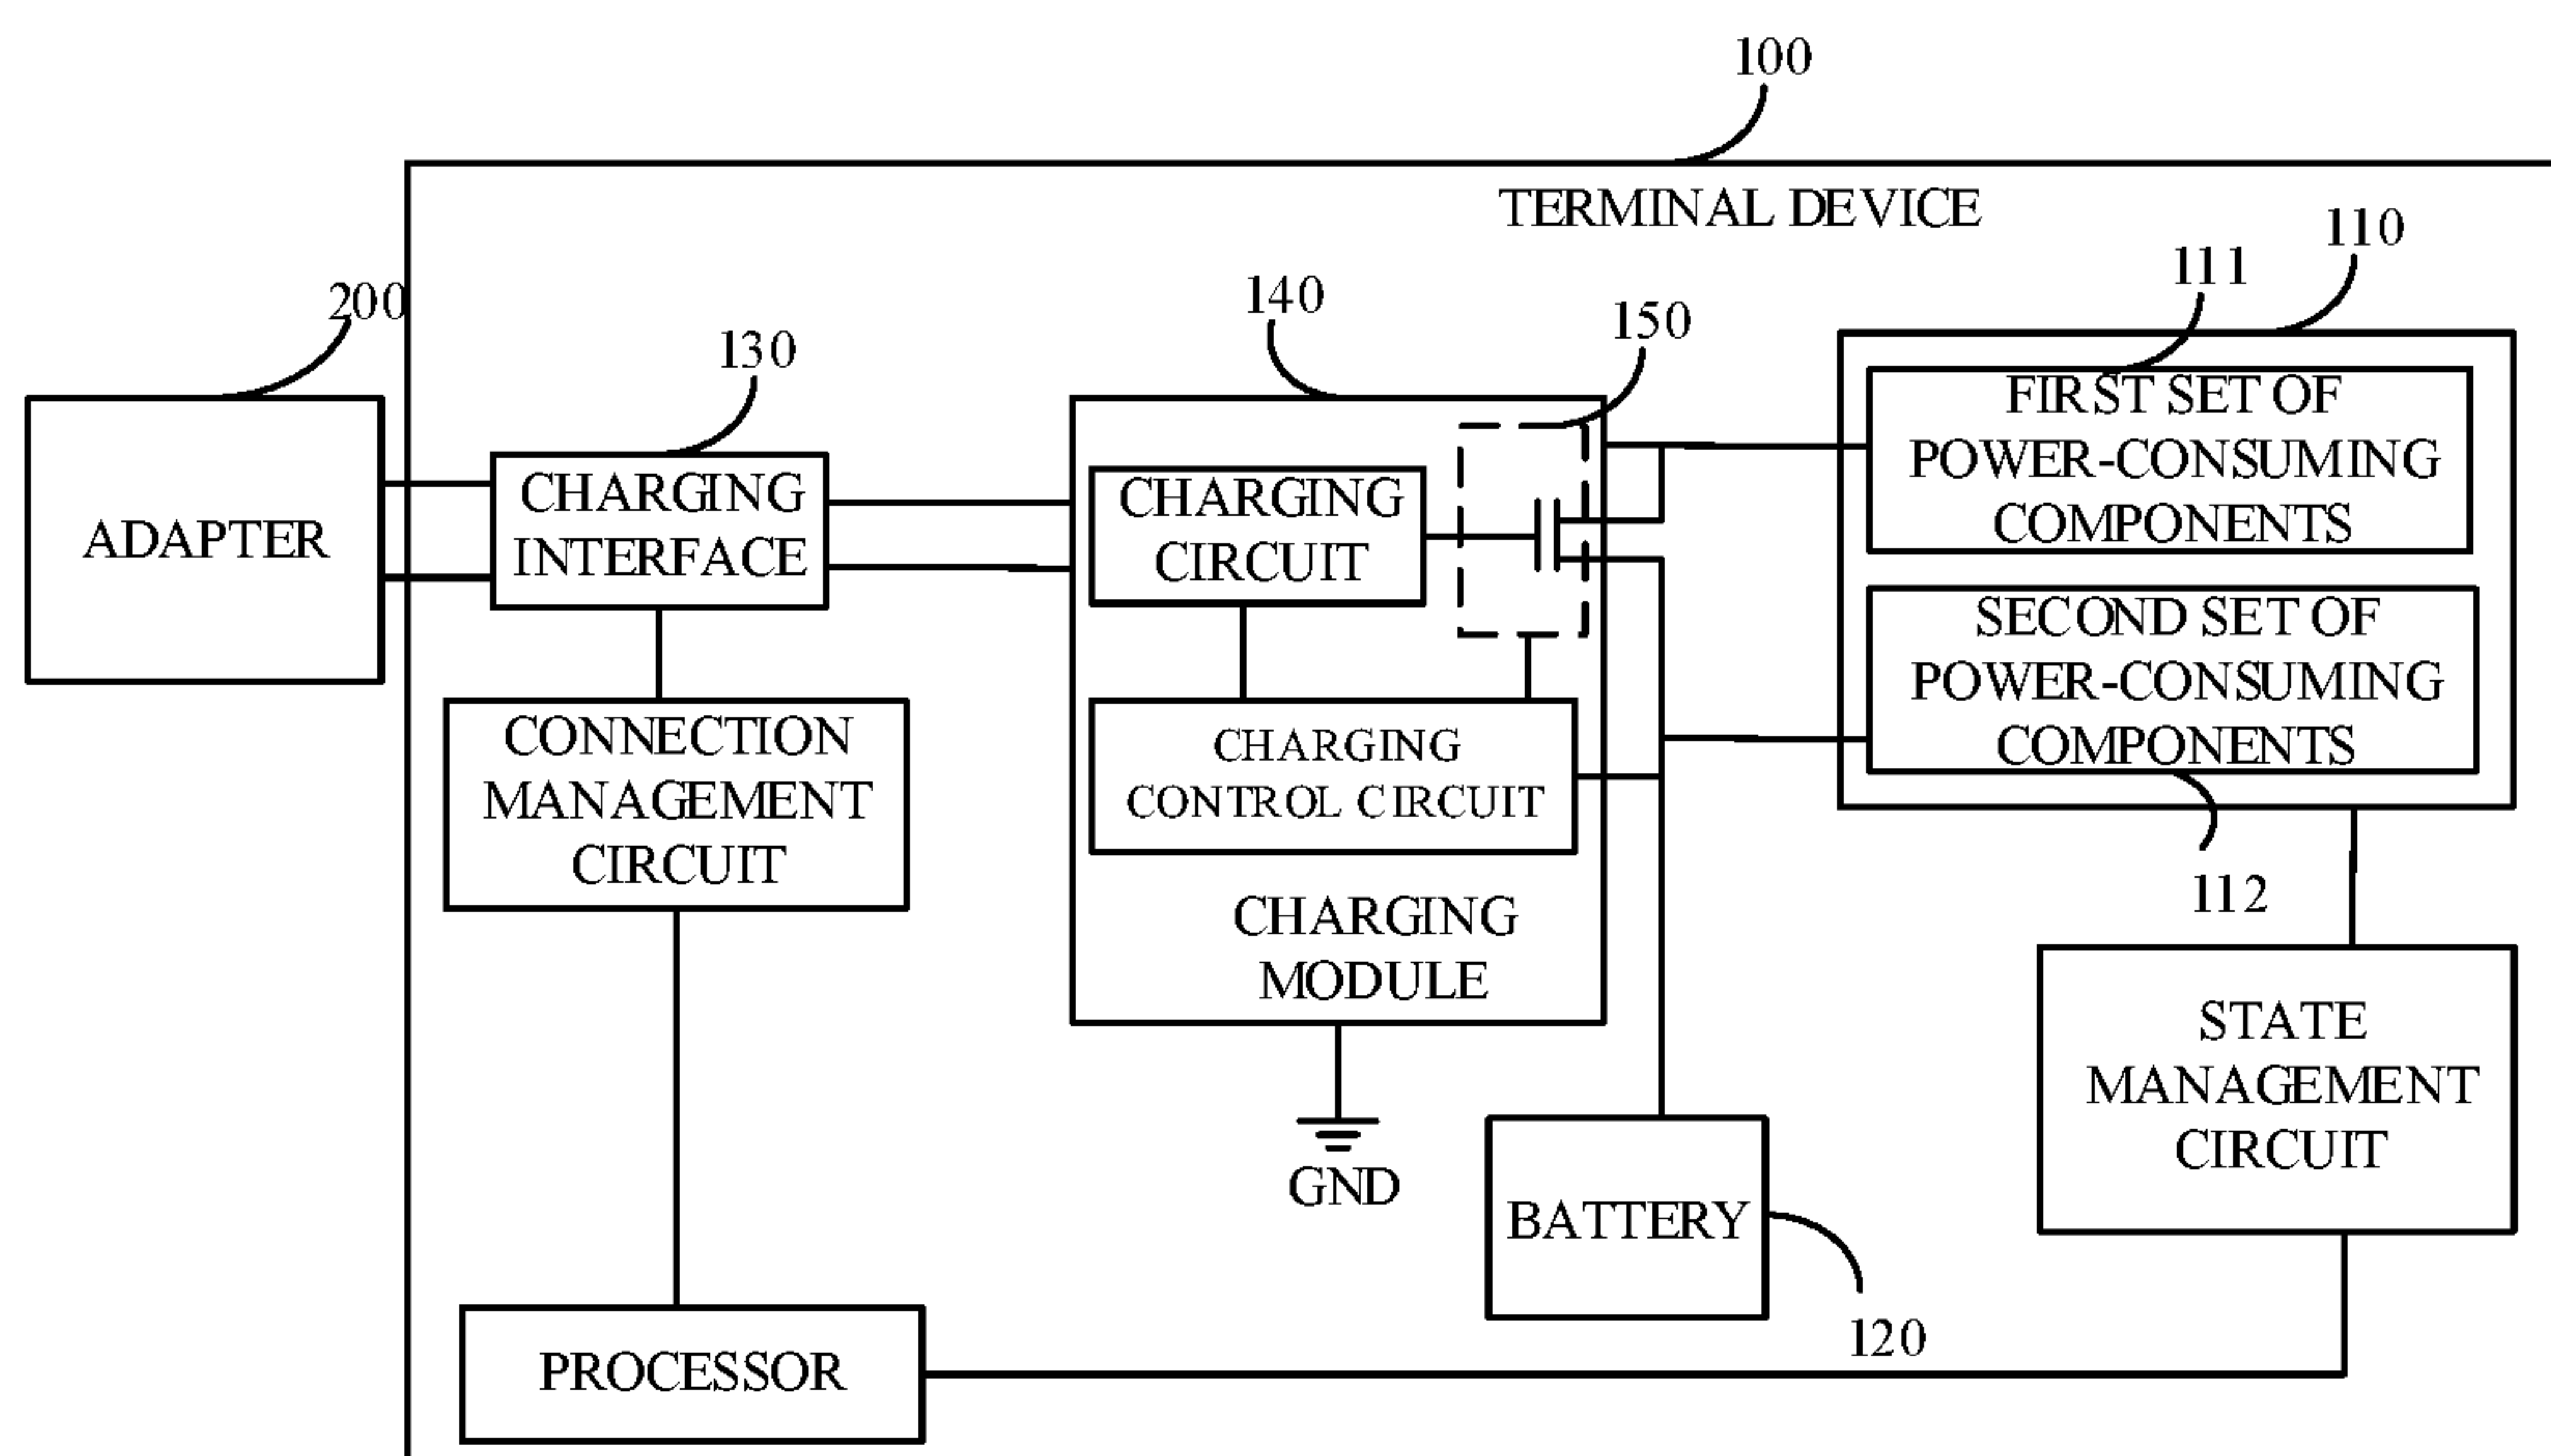 100
TERMINAL DEVICE
110
111
200
140
150
130
ADAPTER
CHARGING
INTERFACE
CHARGING
CIRCUIT
FIRST SET OF
POWER-CONSUMING
COMPONENTS
SECOND SET OF
POWER-CONSUMING
COMPONENTS
CONNECTION
MANAGEMENT
CIRCUIT
CHARGING
CONTROL CIRCUIT
CHARGING
MODULE
112
STATE
MANAGEMENT
CIRCUIT
GND
BATTERY
120
PROCESSOR